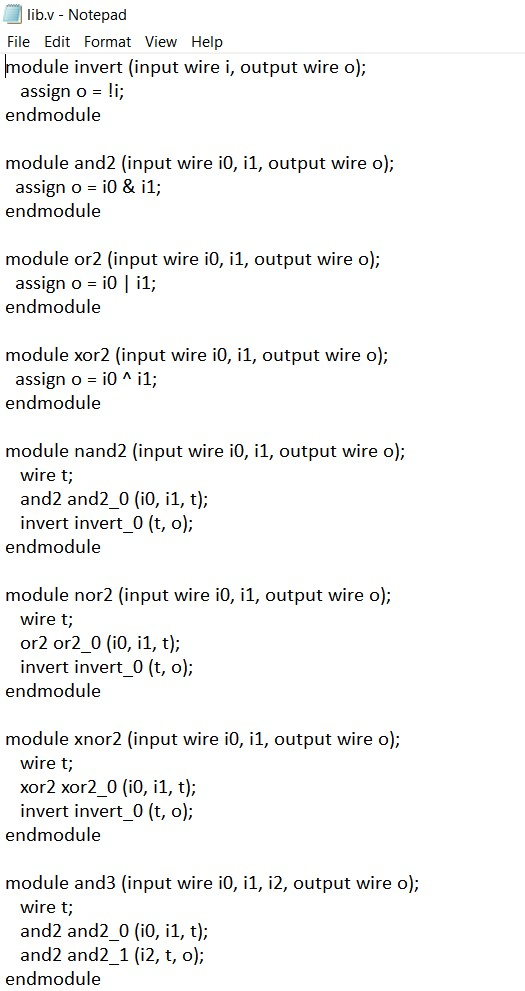 lib.v - Notepad
File Edit Format View Help
module invert (input wire i, output wire o);
assign o = !i;
endmodule
module and2 (input wire i0, i1, output wire o);
assign o = i0 & i1;
endmodule
module or2 (input wire i0, i1, output wire o);
assign o = i0 | i1;
endmodule
module xor2 (input wire i0, i1, output wire o);
assign o = i0 ^ i1;
endmodule
module nand2 (input wire i0, i1, output wire o);
wire t;
and2 and2_0 (i0, i1, t);
invert invert_0 (t, o);
endmodule
module nor2 (input wire i0, i1, output wire o);
wire t;
or2 or2_0 (i0, i1, t);
invert invert_0 (t, o);
endmodule
module xnor2 (input wire i0, i1, output wire o);
wire t;
xor2 xor2_0 (i0, i1, t);
invert invert_0 (t, o);
endmodule
module and3 (input wire i0, i1, i2, output wire o);
wire t;
and2 and2_0 (i0, i1, t);
and2 and2_1 (i2, t, o);
endmodule